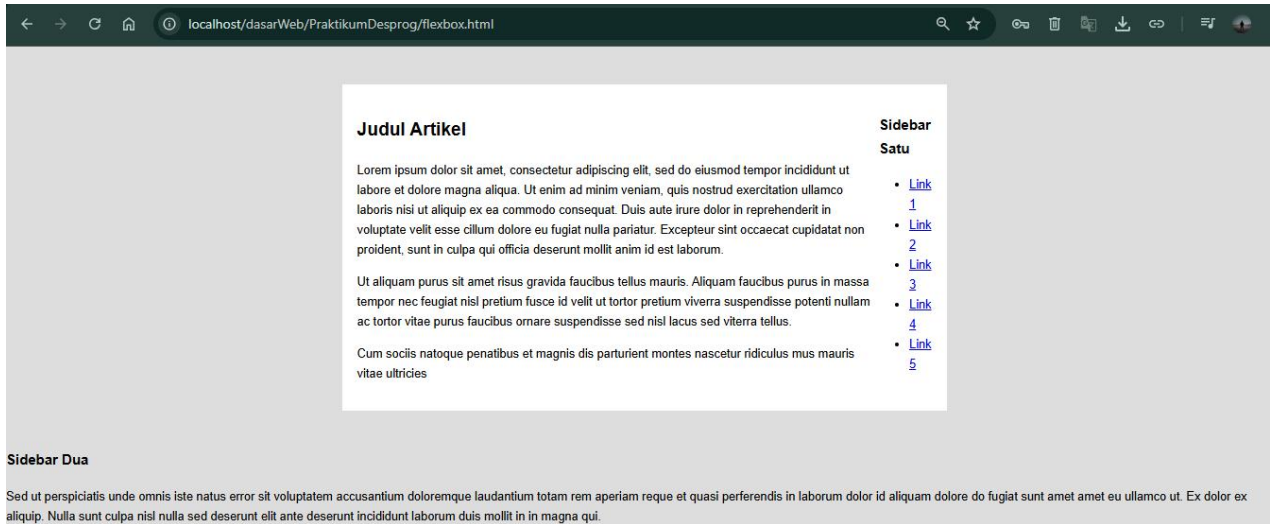 localhost/dasarWeb/PraktikumDesprog/flexbox.html
Judul Artikel
Lorem ipsum dolor sit amet, consectetur adipiscing elit, sed do eiusmod tempor incididunt ut
labore et dolore magna aliqua. Ut enim ad minim veniam, quis nostrud exercitation ullamco
laboris nisi ut aliquip ex ea commodo consequat. Duis aute irure dolor in reprehenderit in
voluptate velit esse cillum dolore eu fugiat nulla pariatur. Excepteur sint occaecat cupidatat non
proident, sunt in culpa qui officia deserunt mollit anim id est laborum.
Ut aliquam purus sit amet risus gravida faucibus tellus mauris. Aliquam faucibus purus in massa
tempor nec feugiat nisl pretium fusce id velit ut tortor pretium viverra suspendisse potenti nullam
ac tortor vitae purus faucibus ornare suspendisse sed nisl lacus sed viterra tellus.
Cum sociis natoque penatibus et magnis dis parturient montes nascetur ridiculus mus mauris
vitae ultricies
Sidebar
Satu
• Link
1
• Link
2
• Link
3
• Link
4
• Link
5
Sidebar Dua
Sed ut perspiciatis unde omnis iste natus error sit voluptatem accusantium doloremque laudantium totam rem aperiam reque et quasi perferendis in laborum dolor id aliquam dolore do fugiat sunt amet amet eu ullamco ut. Ex dolor ex
aliquip. Nulla sunt culpa nisl nulla sed deserunt elit ante deserunt incididunt laborum duis mollit in in magna qui.